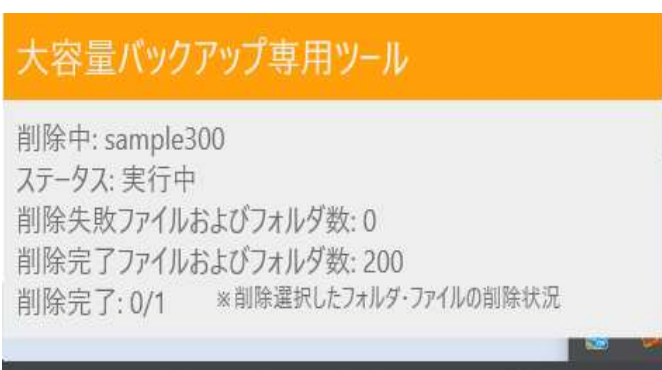 大容量バックアップ専用ツール
削除中: sample300
ステータス: 実行中
削除失敗ファイルおよびフォルダ数: 0
削除完了ファイルおよびフォルダ数: 200
削除完了: 0/1 ※削除選択したフォルダ・ファイルの削除状況